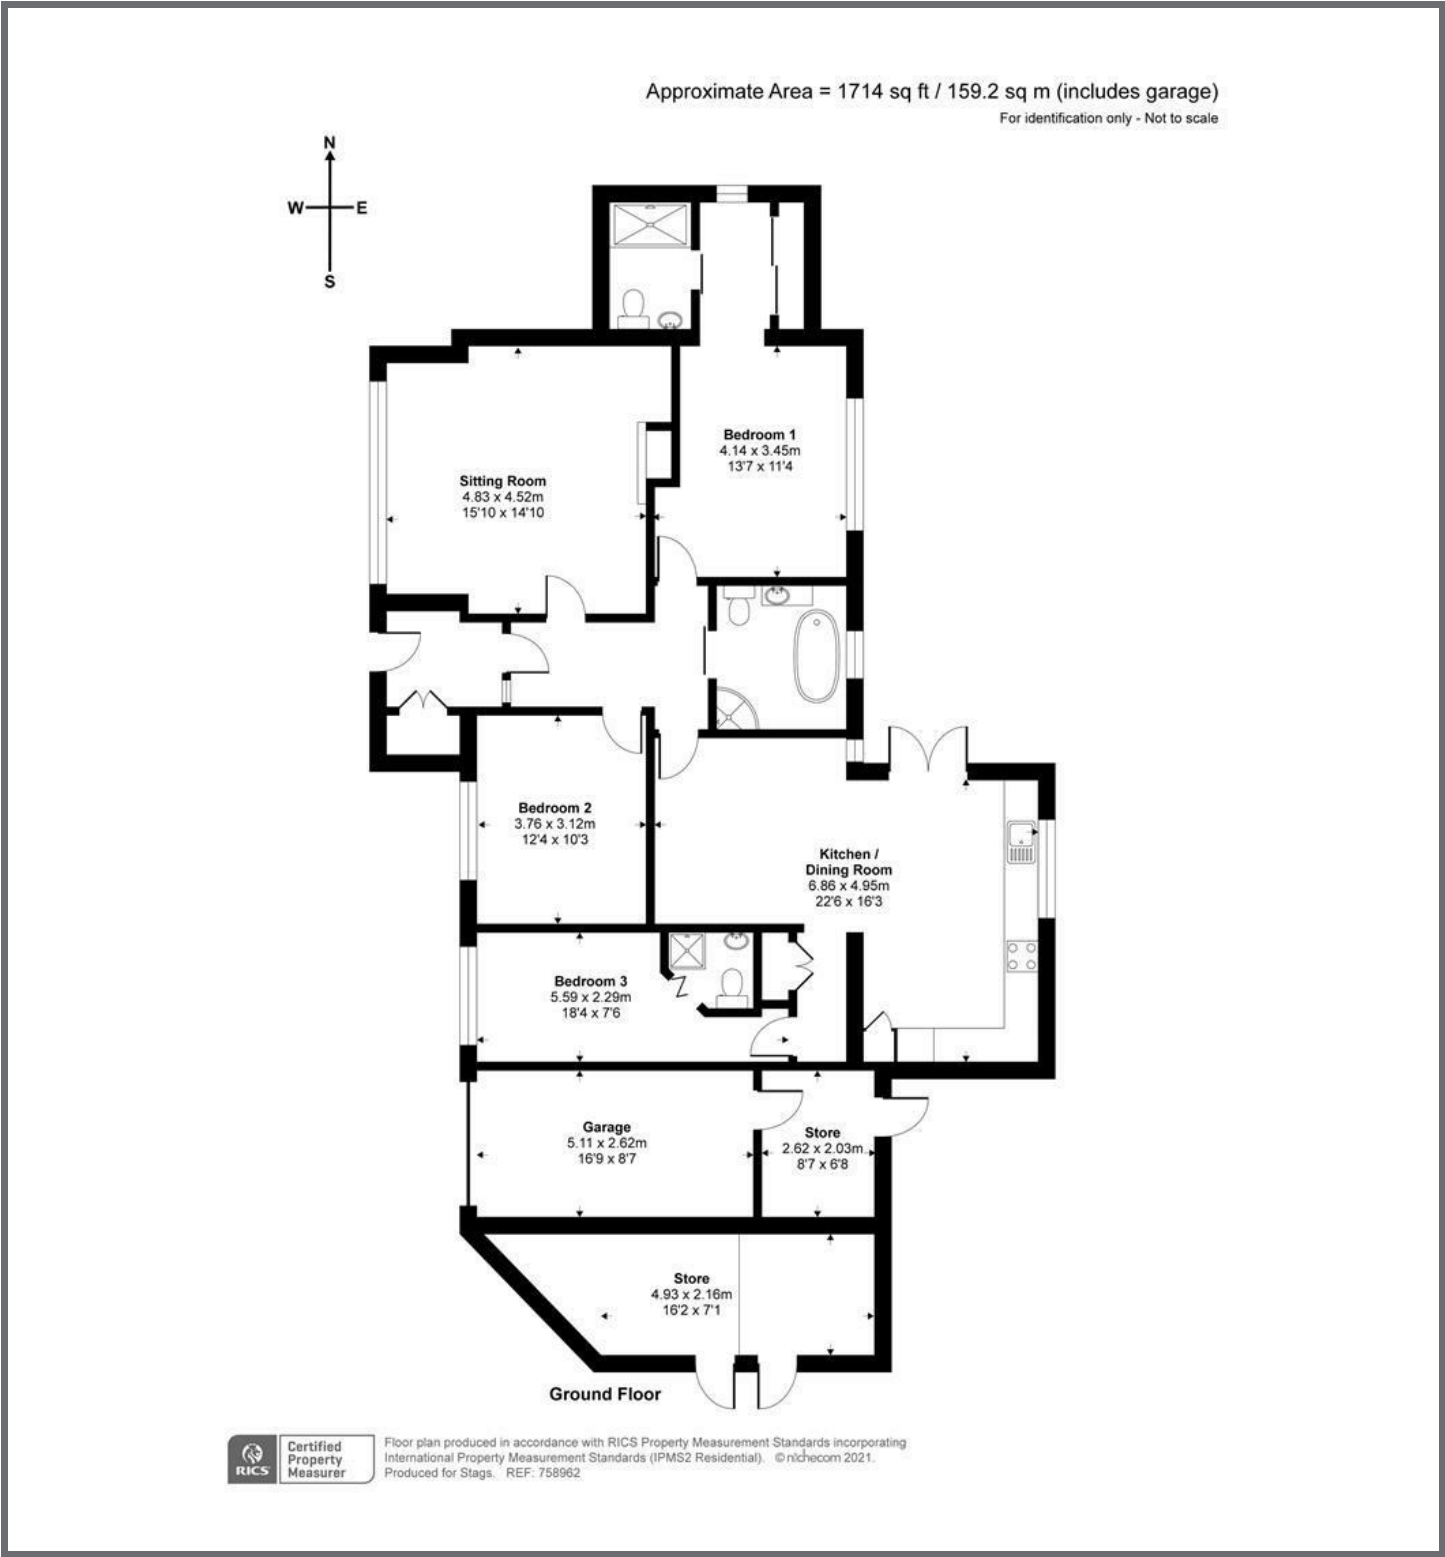 Approximate Area = 1714 sq ft / 159.2 sq m (includes garage)
For identification only - Not to scale
N
W E
S
Bedroom 1
4.14 x 3.45m
13'7 x 11'4
Sitting Room
4.83 x 4.52m
15'10 x 14'10
Bedroom 2
3.76 x 3.12m
12'4 x 10'3
Kitchen /
Dining Room
6.86 x 4.95m
22'6 x 16'3
Bedroom 3
5.59 x 2.29m
18'4 x 7'6
Garage
5.11 x 2.62m
16'9 x 8'7
Store
2.62 x 2.03m
8'7 x 6'8
Store
4.93 x 2.16m
16'2 x 7'1
Ground Floor
RICS
Certified
Property
Measurer
Floor plan produced in accordance with RICS Property Measurement Standards incorporating
International Property Measurement Standards (IPMS2 Residential). © nichecom 2021.
Produced for Stags. REF: 758962